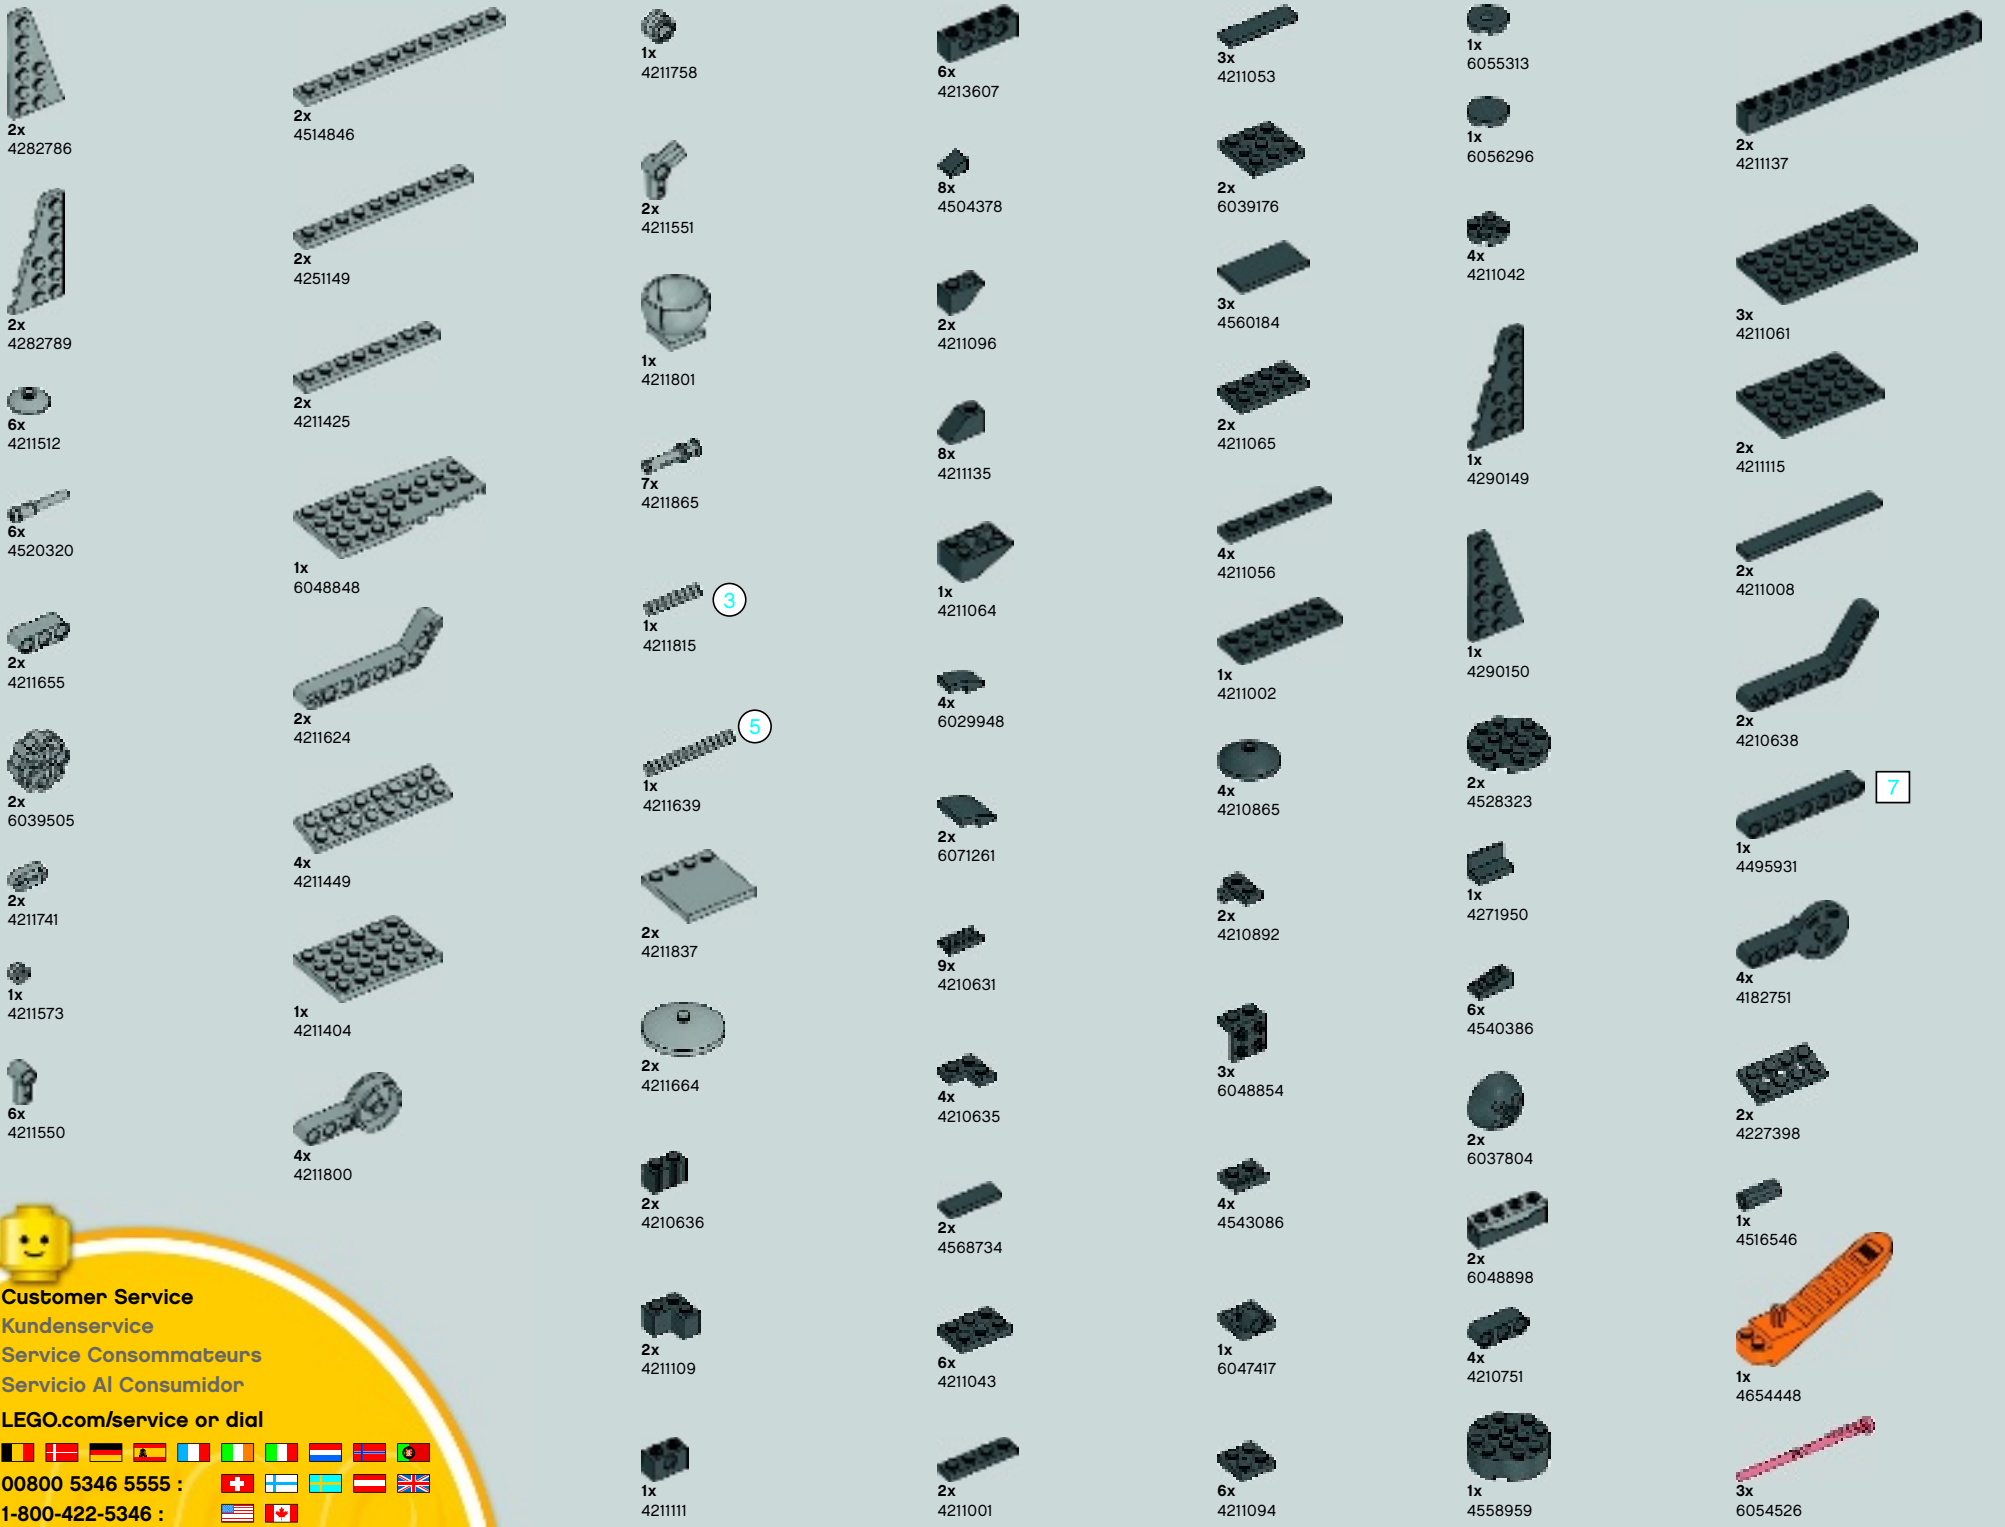 2x
4282786
2x
4282789
6x
4211512
6x
4520320
2x
4211655
2x
6039505
2x
4211741
1x
4211573
6x
4211550
2x
4514846
2x
4251149
2x
4211425
1x
6048848
2x
4211624
4x
4211449
1x
4211404
4x
4211800
1x
4211758
2x
4211551
1x
4211801
7x
4211865
3
1x
4211815
5
1x
4211639
2x
4211837
2x
4211664
2x
4210636
2x
4211109
1x
4211111
6x
4213607
8x
4504378
2x
4211096
8x
4211135
1x
4211064
4x
6029948
2x
6071261
9x
4210631
4x
4210635
2x
4568734
6x
4211043
2x
4211001
3x
4211053
2x
6039176
3x
4560184
2x
4211065
4x
4211056
1x
4211002
4x
4210865
2x
4210892
3x
6048854
4x
4543086
1x
6047417
6x
4211094
1x
6055313
1x
6056296
4x
4211042
1x
4290149
1x
4290150
2x
4528323
1x
4271950
6x
4540386
2x
6037804
2x
6048898
4x
4210751
1x
4558959
2x
4211137
3x
4211061
2x
4211115
2x
4211008
2x
4210638
7
1x
4495931
4x
4182751
2x
4227398
1x
4516546
1x
4654448
3x
6054526
Customer Service
Kundenservice
Service Consommateurs
Servicio Al Consumidor
LEGO.com/service or dial
00800 5346 5555 :
1-800-422-5346 :